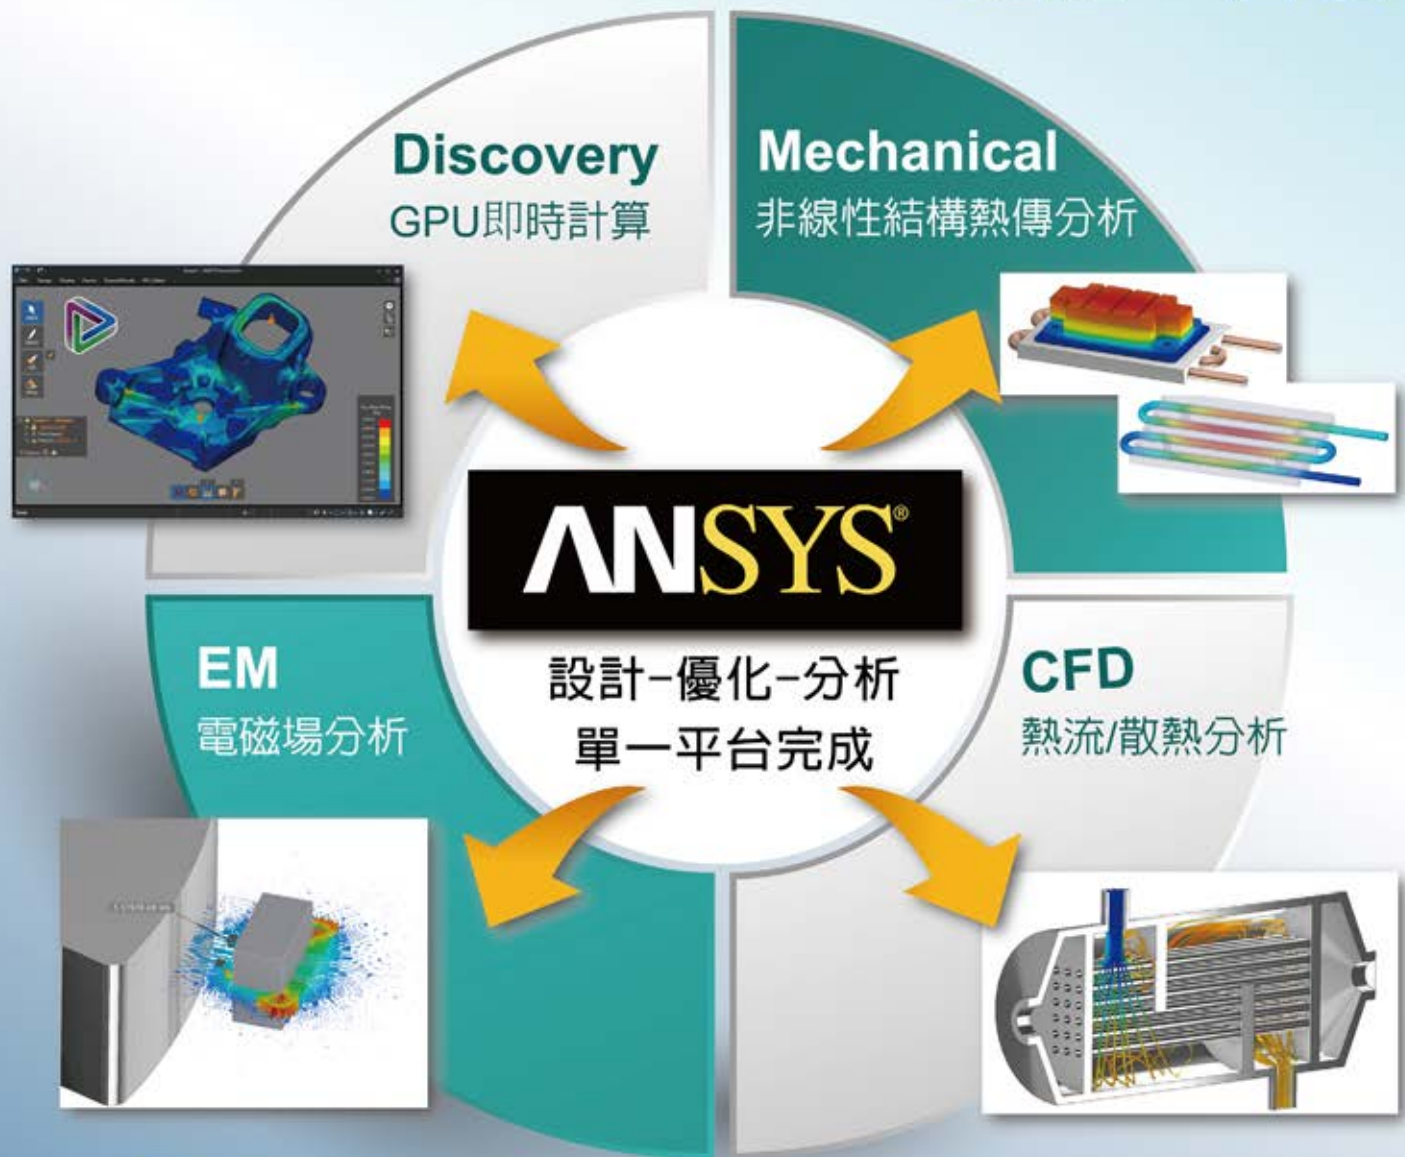 Discovery
GPU即時計算
Mechanical
非線性結構熱傳分析
ANSYS®
設計-優化-分析
單一平台完成
EM
電磁場分析
CFD
熱流/散熱分析